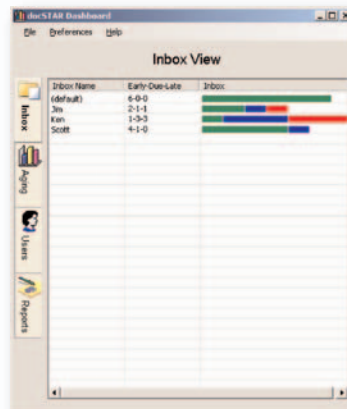 docSTAR Dashboard
File Preferences Help
Inbox View
Inbox Name Early-Due-Late Inbox
(default) 6-0-0
Jim 2-1-1
Ken 1-3-3
Scott 4-1-0
Inbox
Aging
Users
Reports